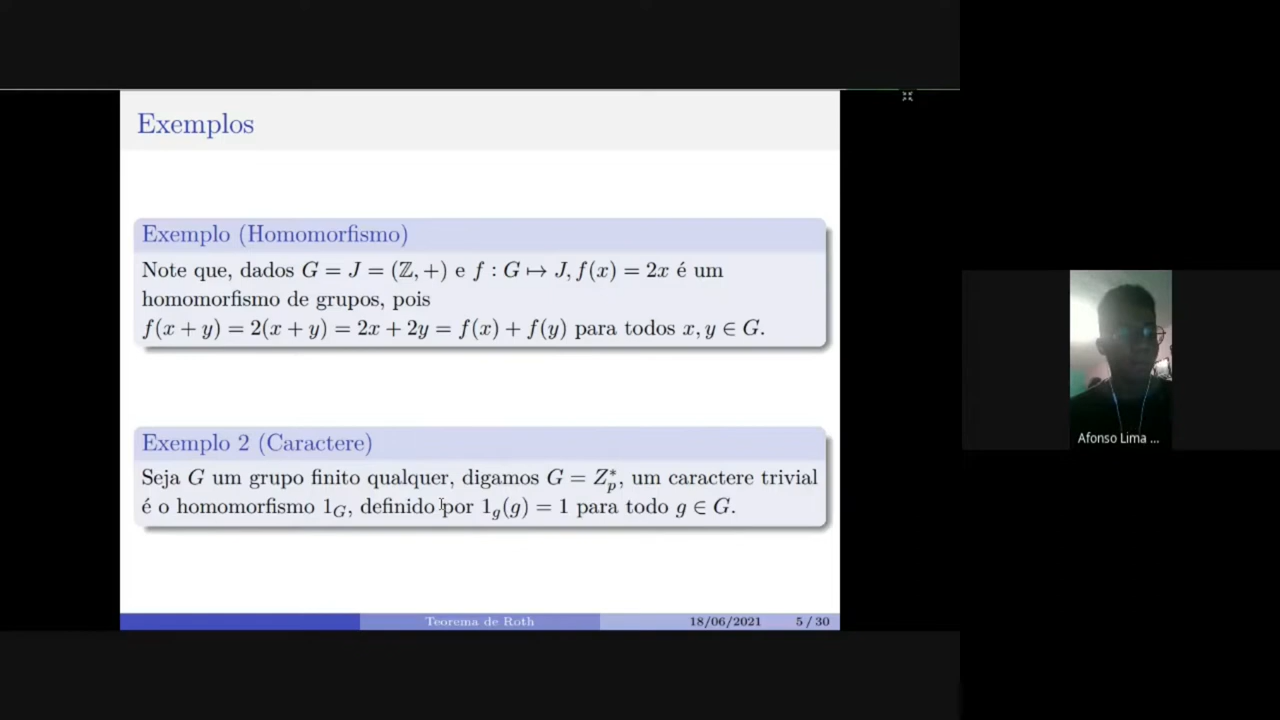 Exemplos
Exemplo (Homomorfismo)
Note que, dados G = J = (ℤ, +) e f : G ↦ J, f(x) = 2x é um
homomorfismo de grupos, pois
f(x + y) = 2(x + y) = 2x + 2y = f(x) + f(y) para todos x, y ∈ G.
Exemplo 2 (Caractere)
Seja G um grupo finito qualquer, digamos G = Z_p^*, um caractere trivial
é o homomorfismo 1_G, definido por 1_g(g) = 1 para todo g ∈ G.
Teorema de Roth
18/06/2021 5 / 30
Afonso Lima ...